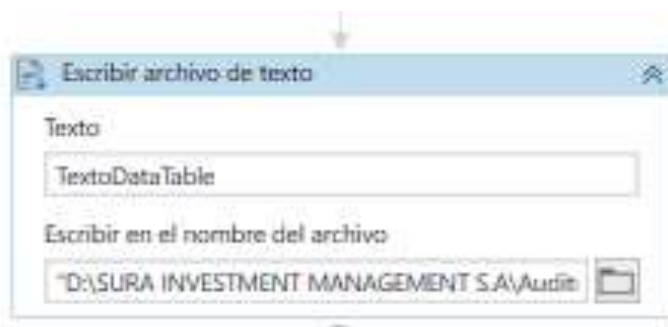 Escribir archivo de texto
Texto
TextoDataTable
Escribir en el nombre del archivo
"D:\SURA INVESTMENT MANAGEMENT S.A\Audit